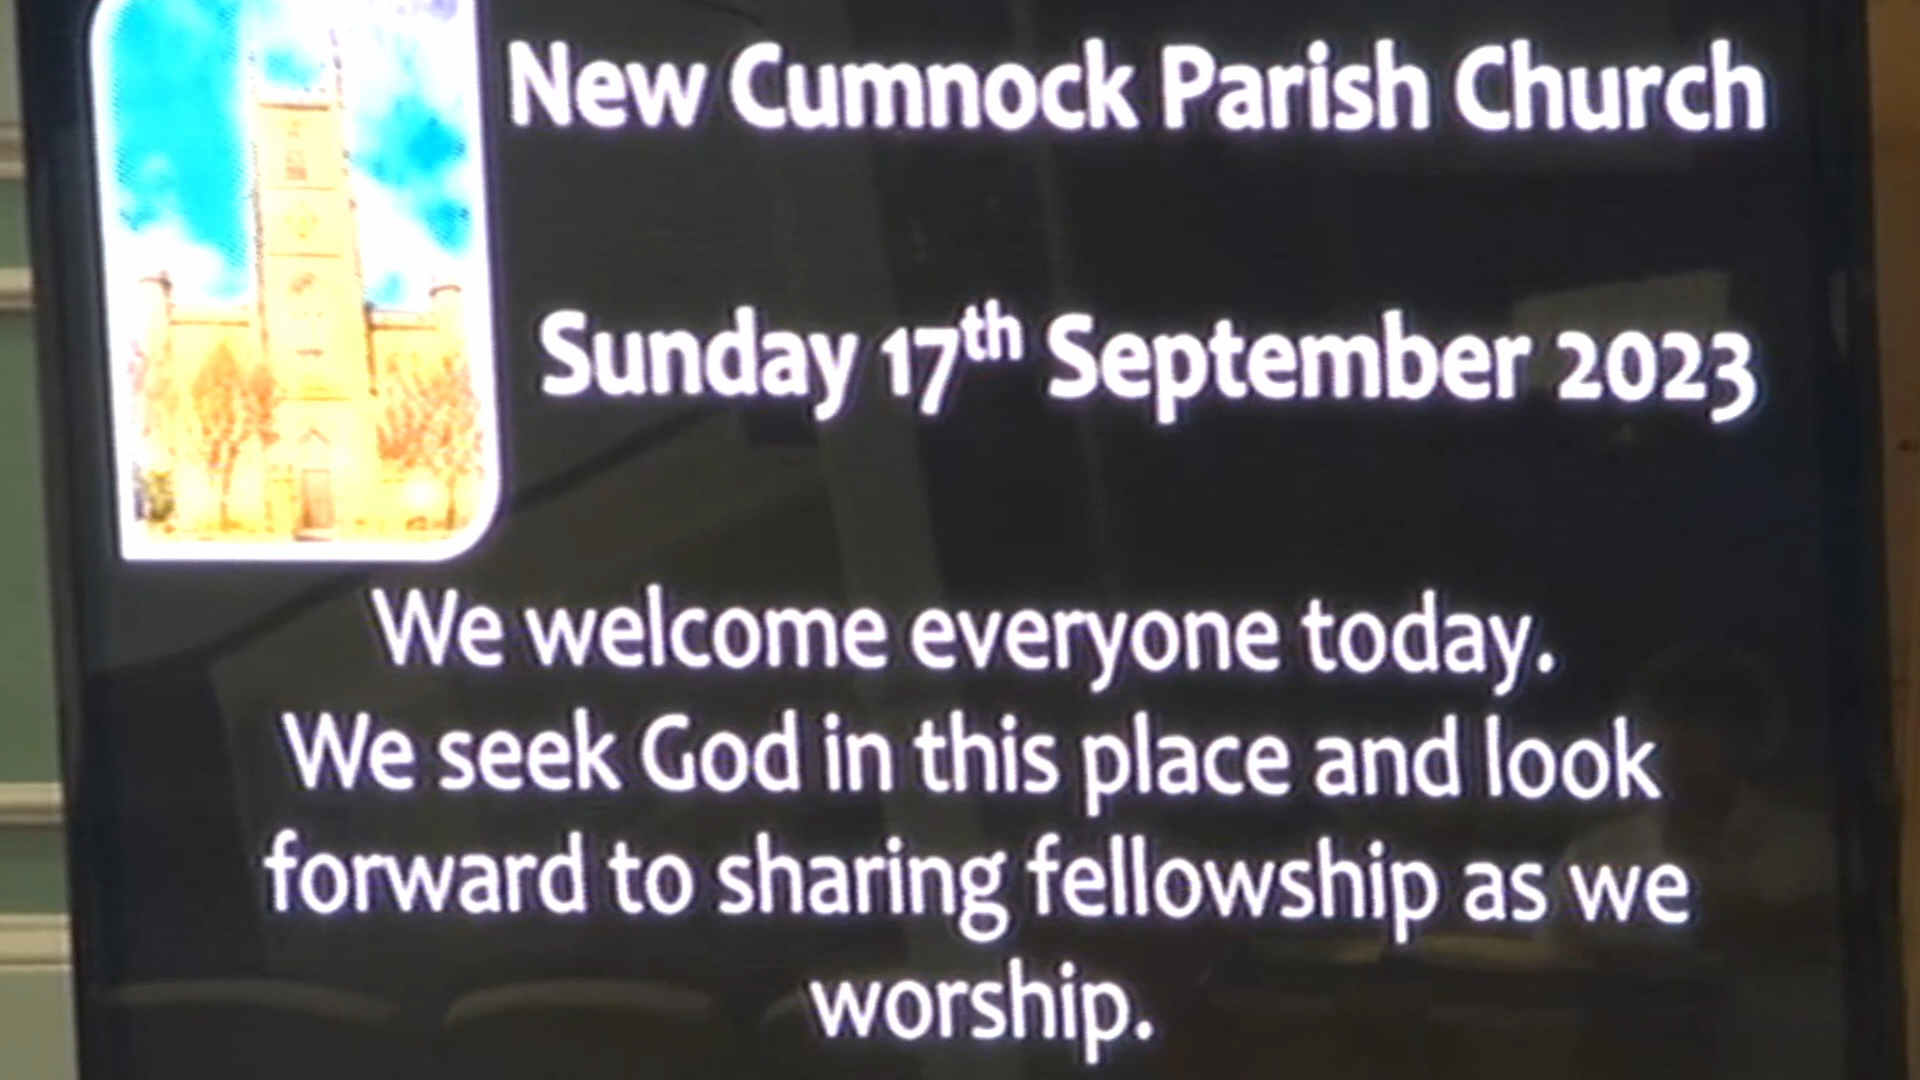 New Cumnock Parish Church
Sunday 17th September 2023
We welcome everyone today.
We seek God in this place and look
forward to sharing fellowship as we
worship.